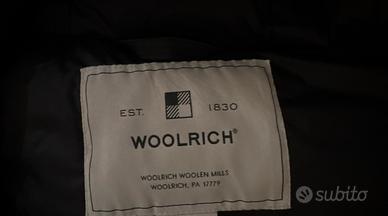 EST. 1830
WOOLRICH®
WOOLRICH WOOLEN MILLS
WOOLRICH, PA 17779
subito